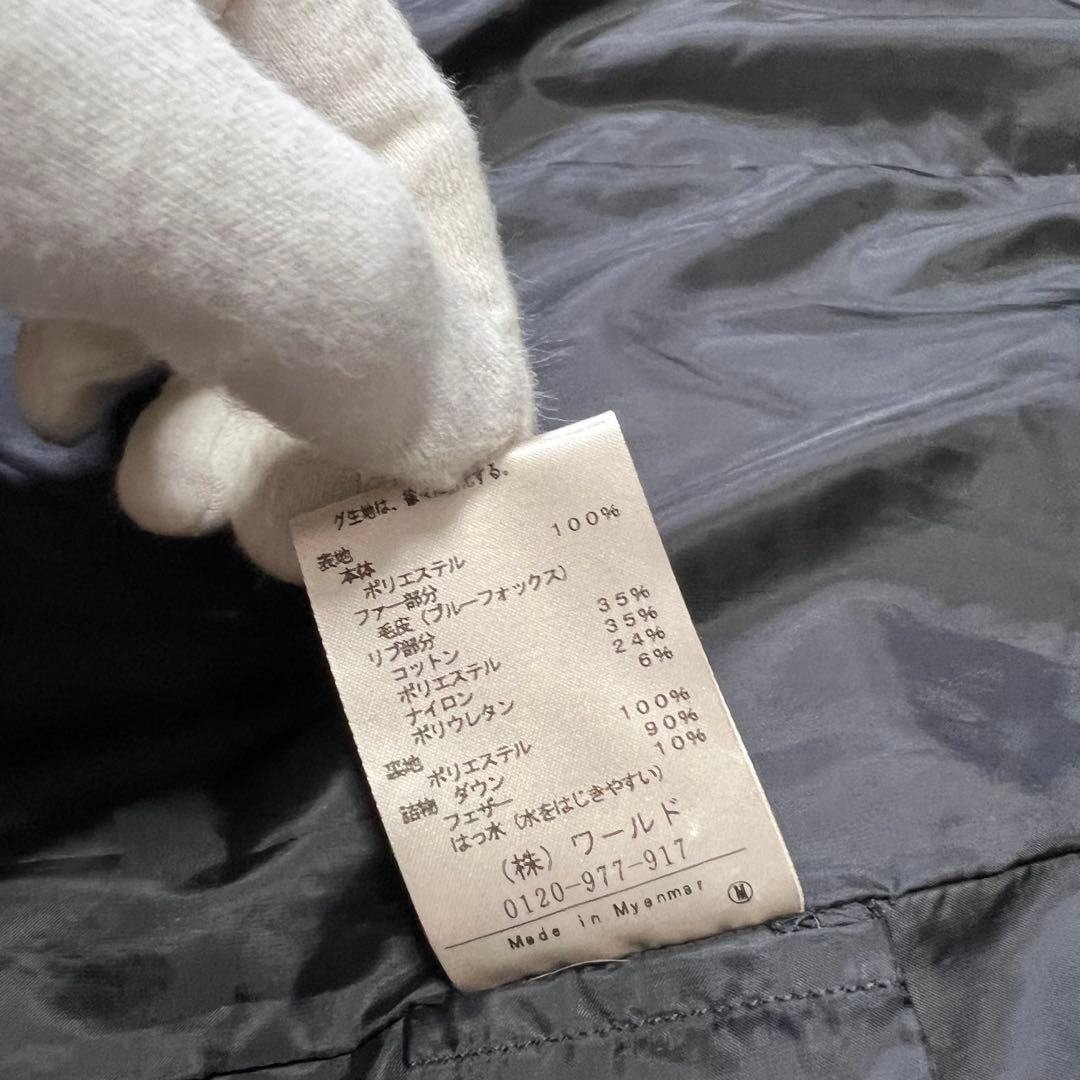 グ生地は、
表地
本体
ポリエステル 100%
ファー部分
毛皮 (ブルーフォックス)
リブ部分
コットン 35%
ポリエステル 35%
ナイロン 24%
ポリウレタン 6%
裏地
ポリエステル 100%
詰物 ダウン 90%
フェザー 10%
はっ水 (水をはじきやすい)
(株) ワールド
0120-977-917
Made in Myanmar M